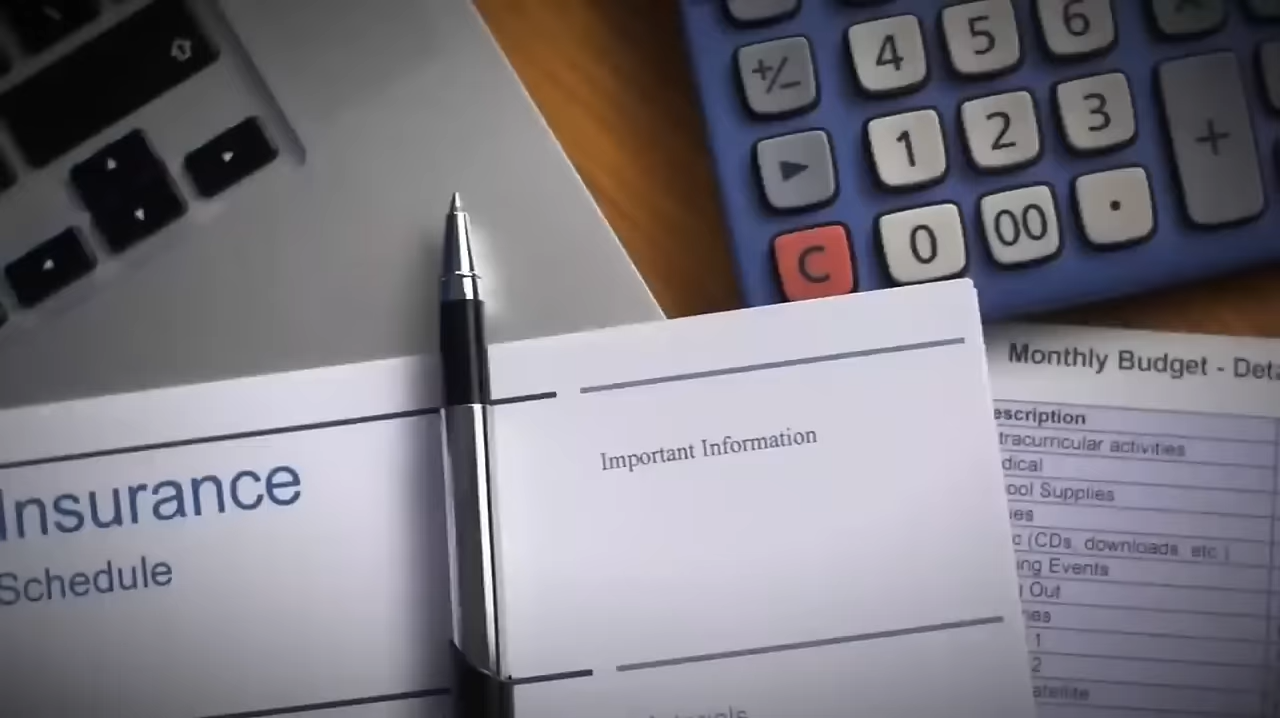 4 5 6
+/-
1 2 3 +
C 0 00 .
Insurance
Schedule
Important Information
Monthly Budget -
escription
tracurricular activities
dical
ool Supplies
ies
c (CDs, downloads, etc.)
ing Events
Out
1
2
atellite